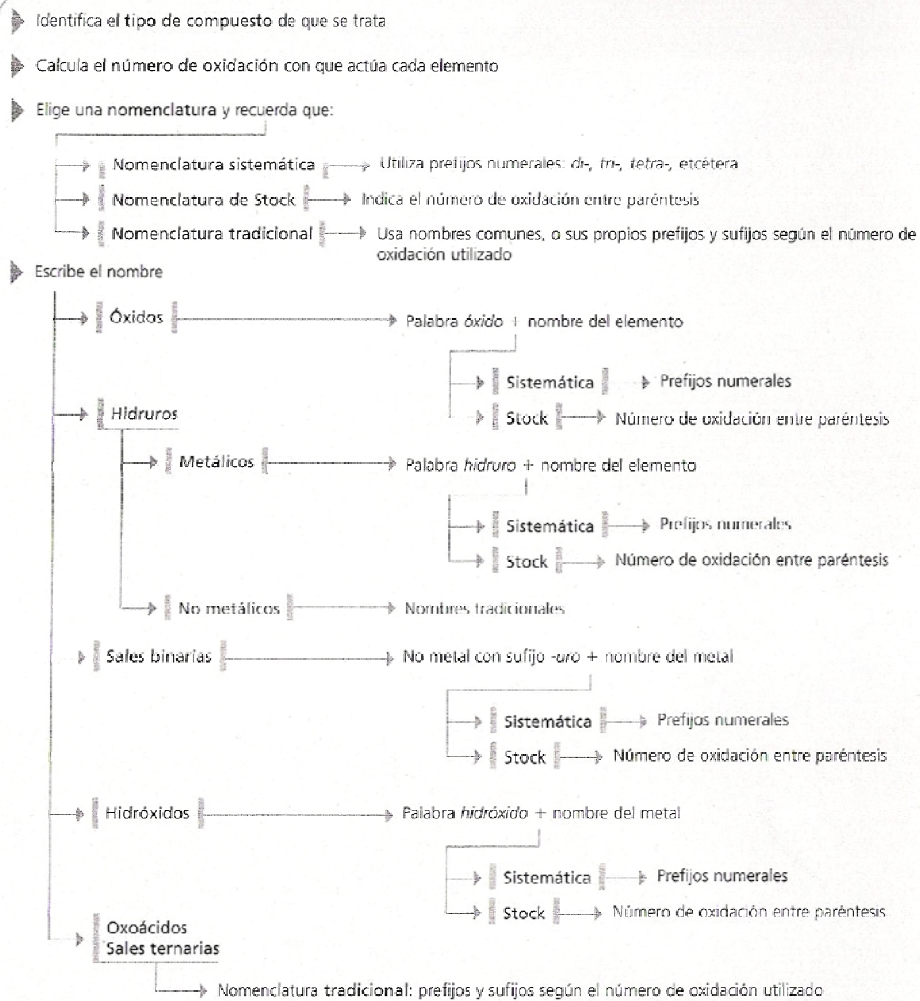 Identifica el tipo de compuesto de que se trata
Calcula el número de oxidación con que actúa cada elemento
Elige una nomenclatura y recuerda que:
Nomenclatura sistemática Utiliza prefijos numerales: di-, tri-, tetra-, etcétera
Nomenclatura de Stock Indica el número de oxidación entre paréntesis
Nomenclatura tradicional Usa nombres comunes, o sus propios prefijos y sufijos según el número de
oxidación utilizado
Escribe el nombre
Óxidos Palabra óxido + nombre del elemento
Sistemática Prefijos numerales
Stock Número de oxidación entre paréntesis
Hidruros
Metálicos Palabra hidruro + nombre del elemento
Sistemática Prefijos numerales
Stock Número de oxidación entre paréntesis
No metálicos Nombres tradicionales
Sales binarias No metal con sufijo -uro + nombre del metal
Sistemática Prefijos numerales
Stock Número de oxidación entre paréntesis
Hidróxidos Palabra hidróxido + nombre del metal
Sistemática Prefijos numerales
Stock Número de oxidación entre paréntesis
Oxoácidos
Sales ternarias
Nomenclatura tradicional: prefijos y sufijos según el número de oxidación utilizado